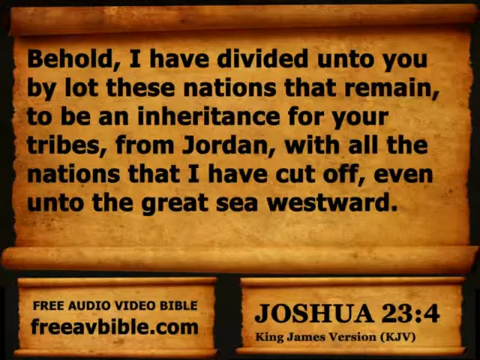 Behold, I have divided unto you
by lot these nations that remain,
to be an inheritance for your
tribes, from Jordan, with all the
nations that I have cut off, even
unto the great sea westward.
FREE AUDIO VIDEO BIBLE
freeavbible.com
JOSHUA 23:4
King James Version (KJV)